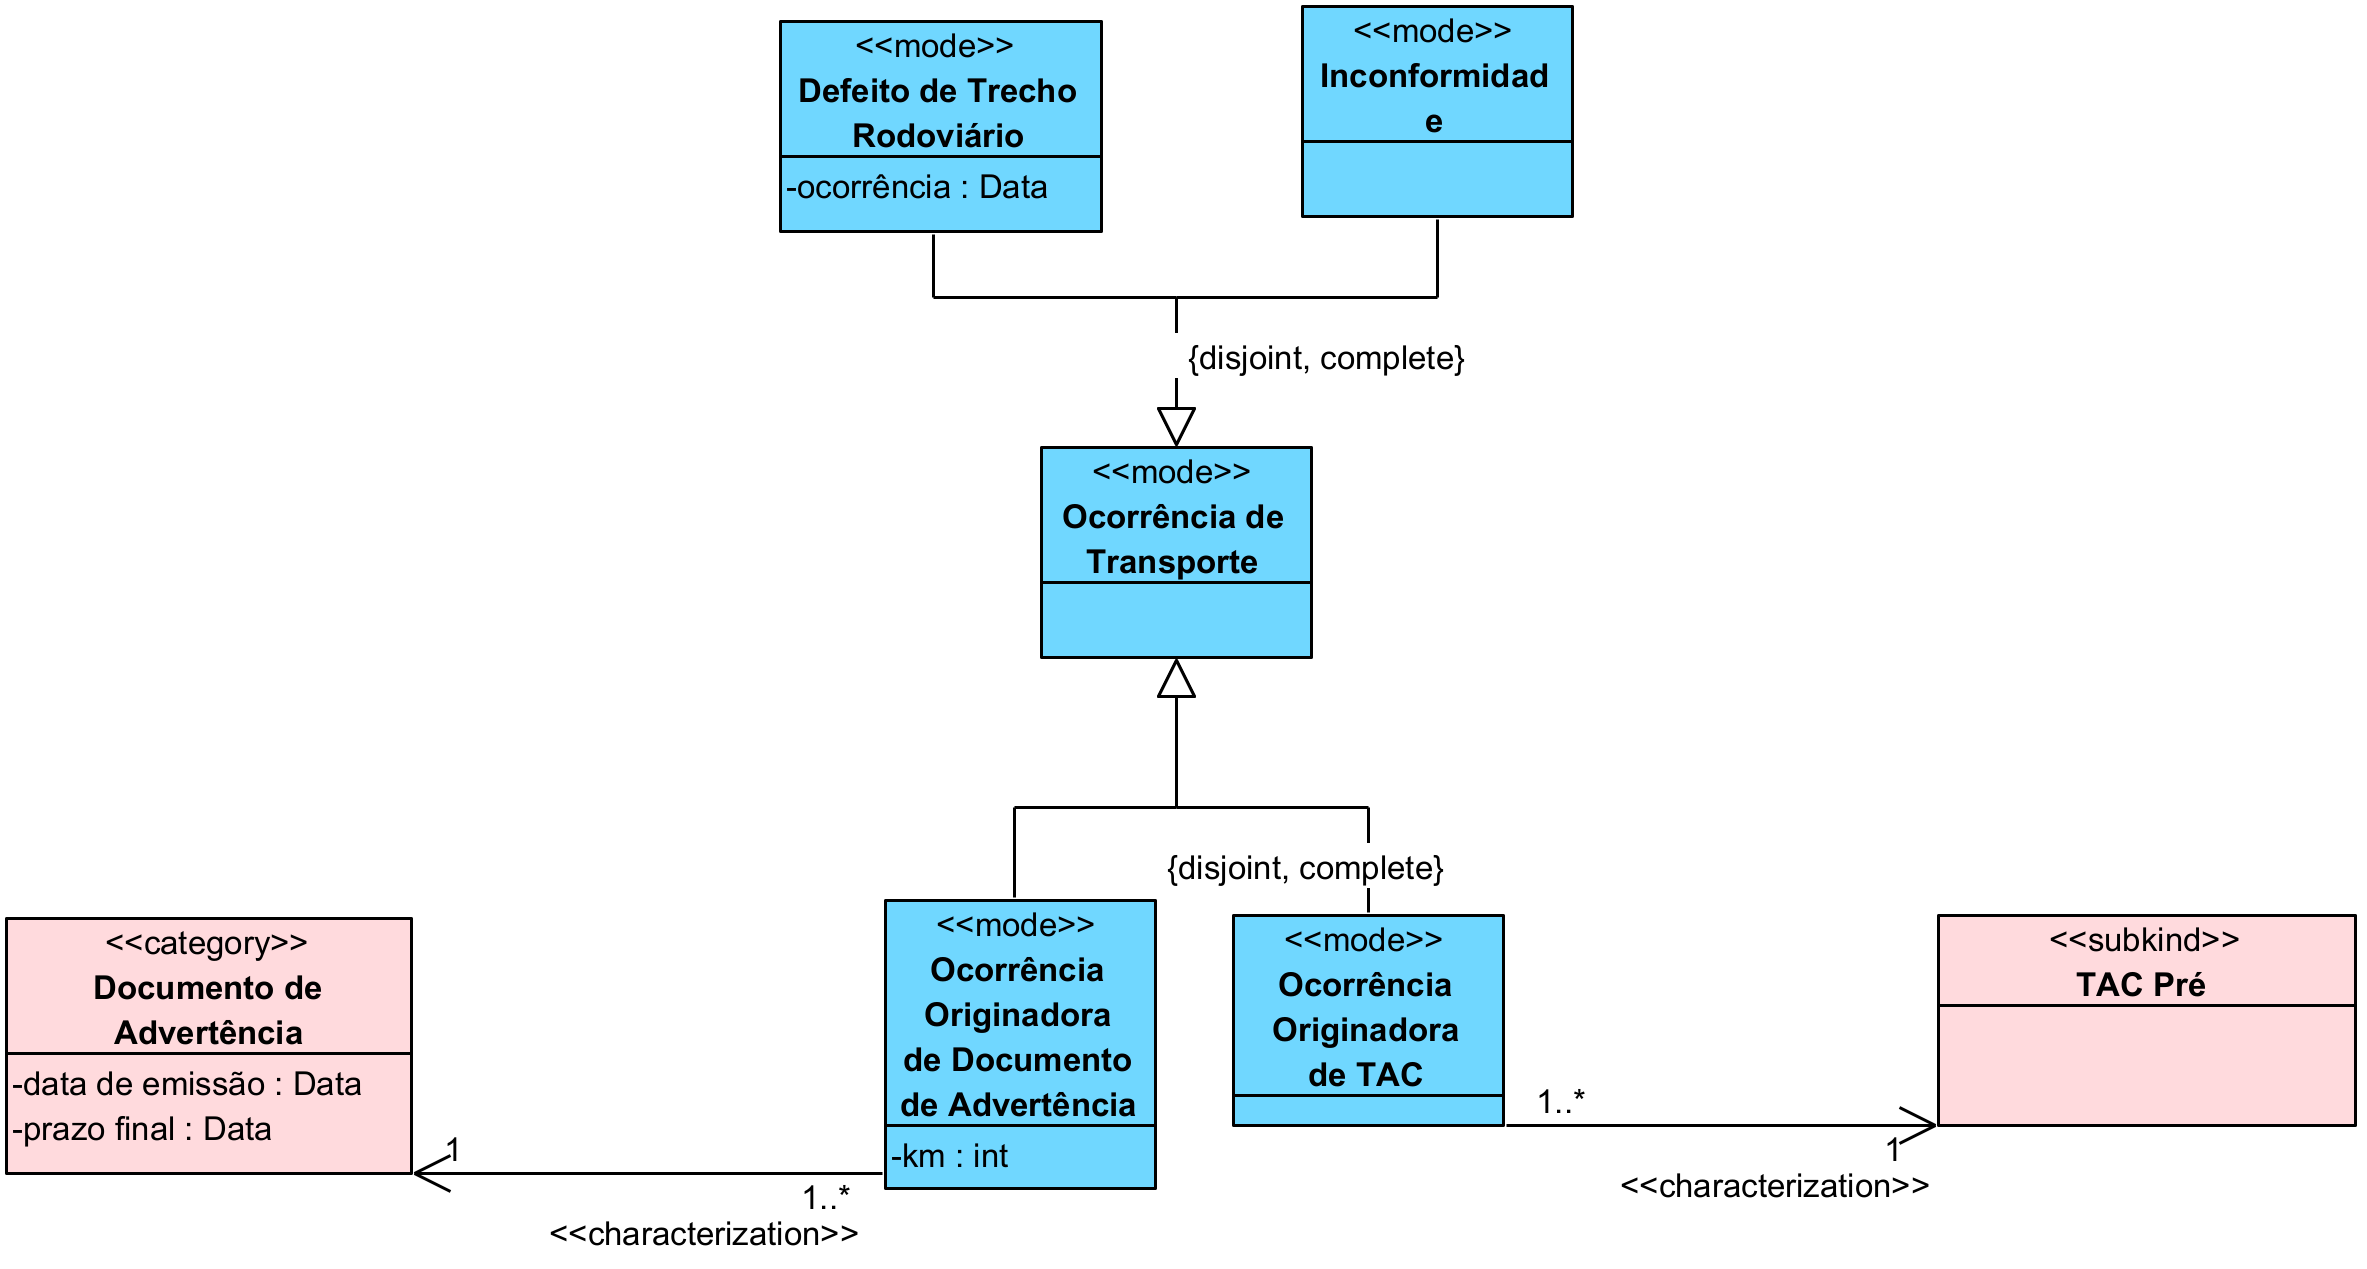 <<mode>>
Defeito de Trecho
Rodoviário
-ocorrência : Data
<<mode>>
Inconformidad
e
{disjoint, complete}
<<mode>>
Ocorrência de
Transporte
{disjoint, complete}
<<category>>
Documento de
Advertência
-data de emissão : Data
-prazo final : Data
<<mode>>
Ocorrência
Originadora
de Documento
de Advertência
-km : int
<<mode>>
Ocorrência
Originadora
de TAC
<<subkind>>
TAC Pré
1
1..*
<<characterization>>
1..*
1
<<characterization>>